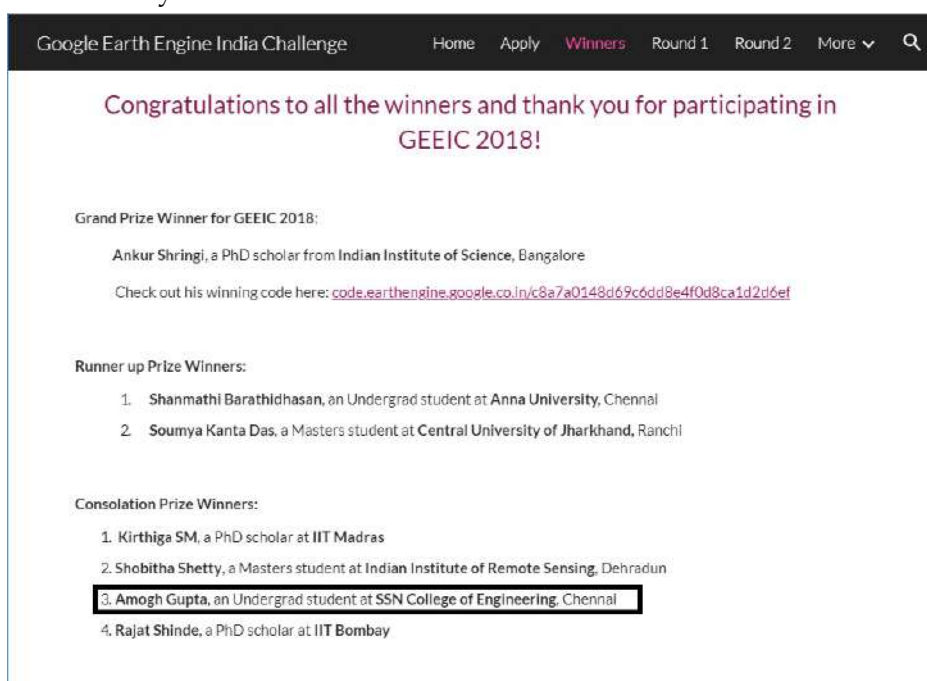 Google Earth Engine India Challenge Home Apply Winners Round 1 Round 2 More
Congratulations to all the winners and thank you for participating in
GEEIC 2018!
Grand Prize Winner for GEEIC 2018:
Ankur Shringi, a PhD scholar from Indian Institute of Science, Bangalore
Check out his winning code here: code.earthengine.google.co.in/c8a7a0148d69c6dd8e4f0d8ca1d2d6ef
Runner up Prize Winners:
1. Shanmathi Barathidhasan, an Undergrad student at Anna University, Chennai
2. Soumya Kanta Das, a Masters student at Central University of Jharkhand, Ranchi
Consolation Prize Winners:
1. Kirthiga SM, a PhD scholar at IIT Madras
2. Shobitha Shetty, a Masters student at Indian Institute of Remote Sensing, Dehradun
3. Amogh Gupta, an Undergrad student at SSN College of Engineering, Chennai
4. Rajat Shinde, a PhD scholar at IIT Bombay